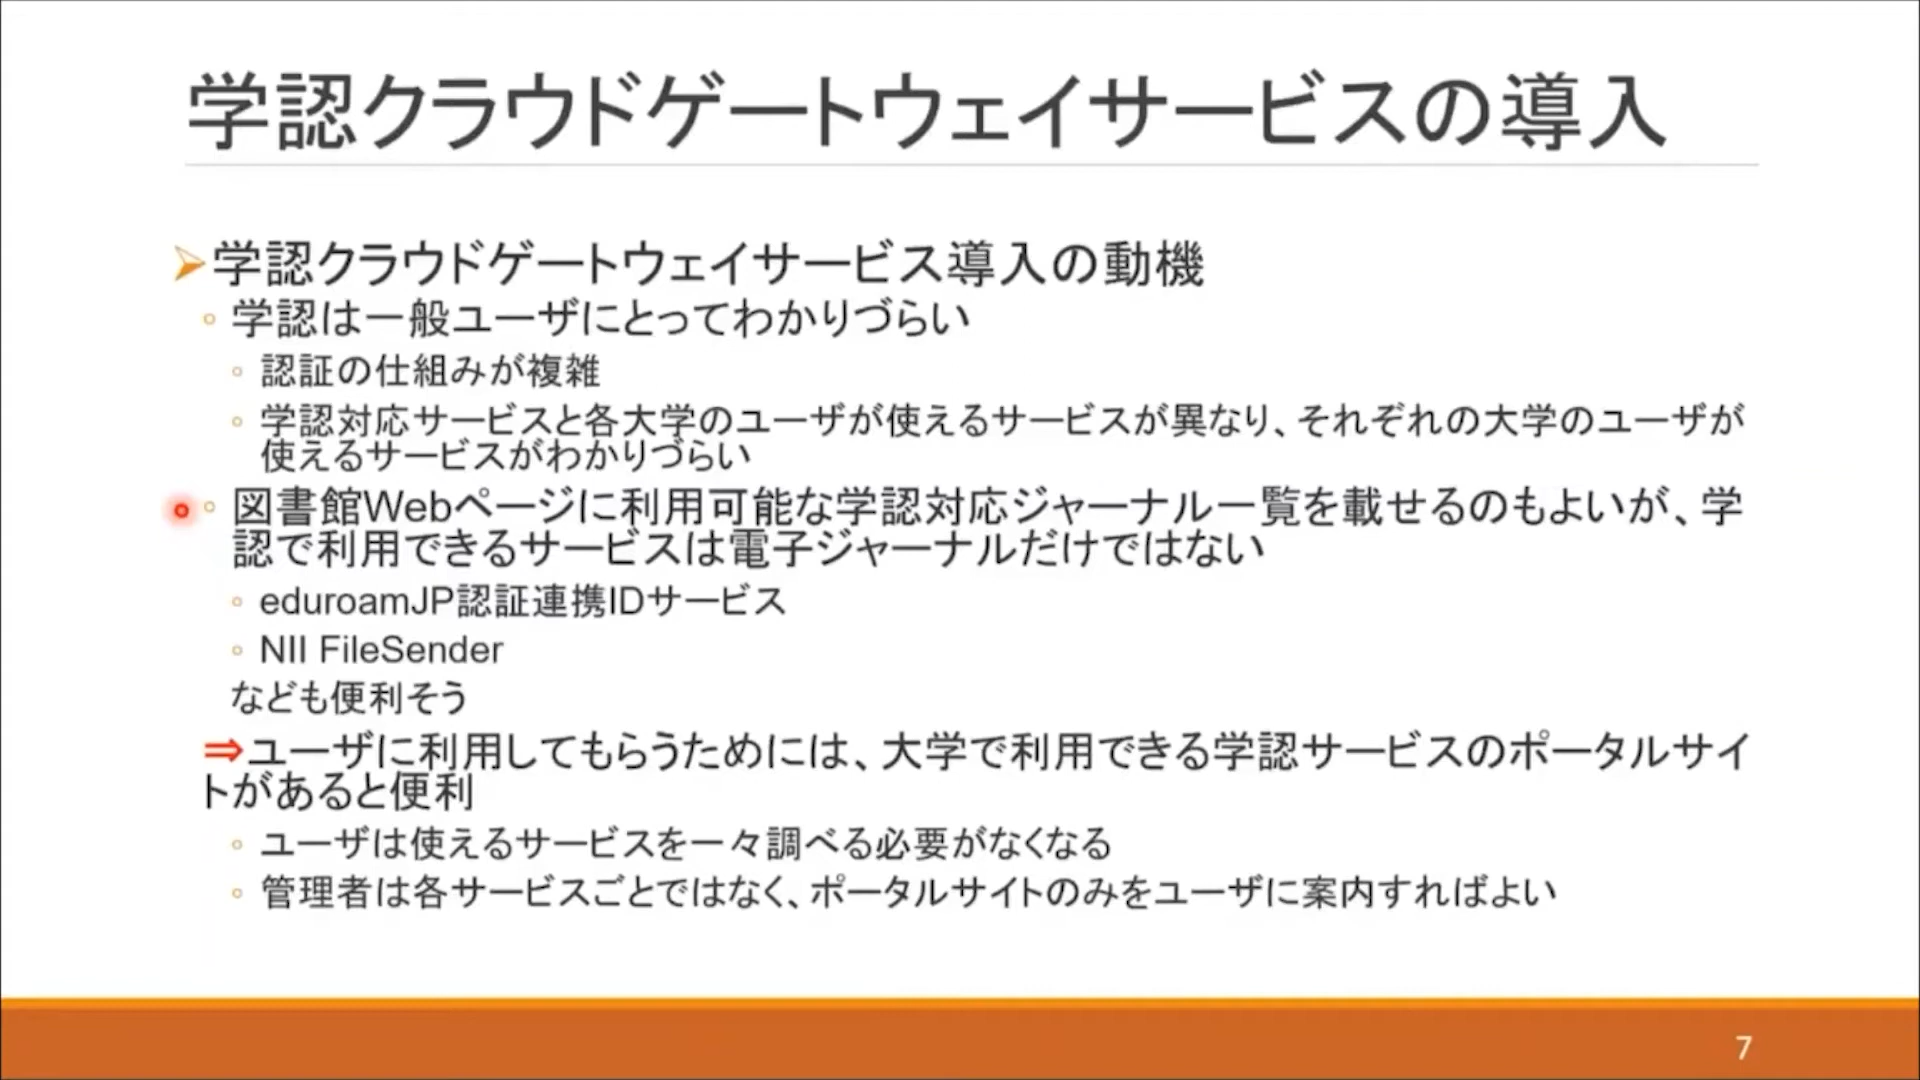 学認クラウドゲートウェイサービスの導入
➢学認クラウドゲートウェイサービス導入の動機
◦ 学認は一般ユーザにとってわかりづらい
◦ 認証の仕組みが複雑
◦ 学認対応サービスと各大学のユーザが使えるサービスが異なり、それぞれの大学のユーザが
使えるサービスがわかりづらい
◦ 図書館Webページに利用可能な学認対応ジャーナル一覧を載せるのもよいが、学
認で利用できるサービスは電子ジャーナルだけではない
◦ eduroamJP認証連携IDサービス
◦ NII FileSender
なども便利そう
⇒ユーザに利用してもらうためには、大学で利用できる学認サービスのポータルサイ
トがあると便利
◦ ユーザは使えるサービスを一々調べる必要がなくなる
◦ 管理者は各サービスごとではなく、ポータルサイトのみをユーザに案内すればよい
7